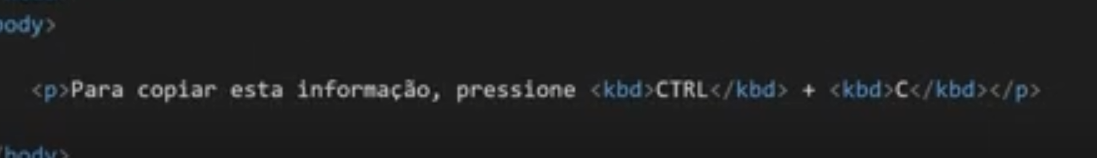 body>
<p>Para copiar esta informação, pressione <kbd>CTRL</kbd> + <kbd>C</kbd></p>
/body>